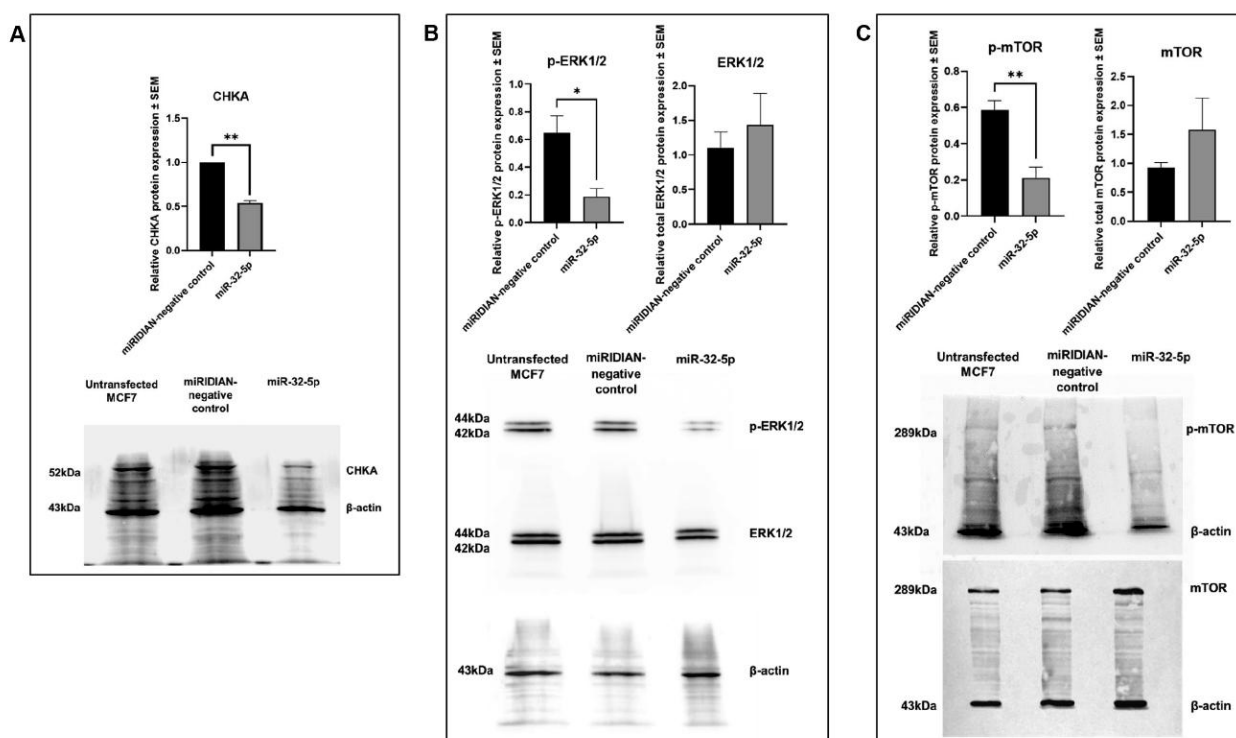 A
CHKA
Relative CHKA protein expression ± SEM
**
1.5
1.0
0.5
0.0
miRIDIAN-negative control
miR-32-5p
Untransfected MCF7
miRIDIAN-negative control
miR-32-5p
52kDa
CHKA
43kDa
β-actin
B
p-ERK1/2
Relative p-ERK1/2 protein expression ± SEM
*
1.0
0.8
0.6
0.4
0.2
0.0
miRIDIAN-negative control
miR-32-5p
ERK1/2
Relative total ERK1/2 protein expression ± SEM
2.0
1.5
1.0
0.5
0.0
miRIDIAN-negative control
miR-32-5p
Untransfected MCF7
miRIDIAN-negative control
miR-32-5p
44kDa
42kDa
p-ERK1/2
44kDa
42kDa
ERK1/2
43kDa
β-actin
C
p-mTOR
Relative p-mTOR protein expression ± SEM
**
0.8
0.6
0.4
0.2
0.0
miRIDIAN-negative control
miR-32-5p
mTOR
Relative total mTOR protein expression ± SEM
2.5
2.0
1.5
1.0
0.5
0.0
miRIDIAN-negative control
miR-32-5p
Untransfected MCF7
miRIDIAN-negative control
miR-32-5p
289kDa
p-mTOR
43kDa
β-actin
289kDa
mTOR
43kDa
β-actin